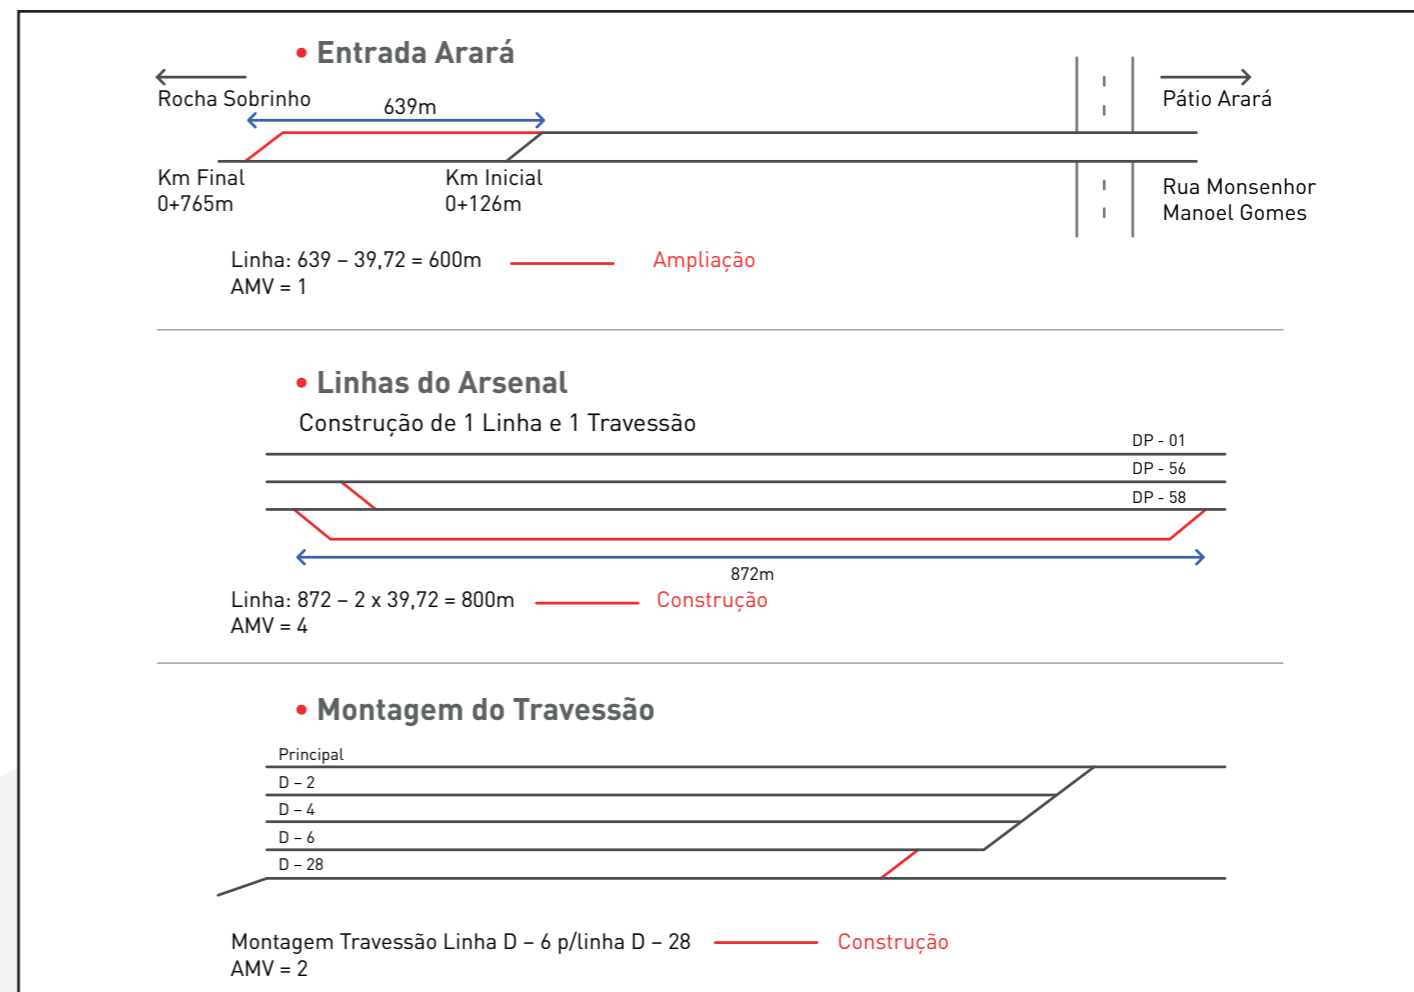 • Entrada Arará
Rocha Sobrinho
639m
Pátio Arará
Km Final
0+765m
Km Inicial
0+126m
Rua Monsenhor
Manoel Gomes
Linha: 639 – 39,72 = 600m
Ampliação
AMV = 1
• Linhas do Arsenal
Construção de 1 Linha e 1 Travessão
DP - 01
DP - 56
DP - 58
872m
Linha: 872 – 2 x 39,72 = 800m
Construção
AMV = 4
• Montagem do Travessão
Principal
D – 2
D – 4
D – 6
D – 28
Montagem Travessão Linha D – 6 p/linha D – 28
Construção
AMV = 2